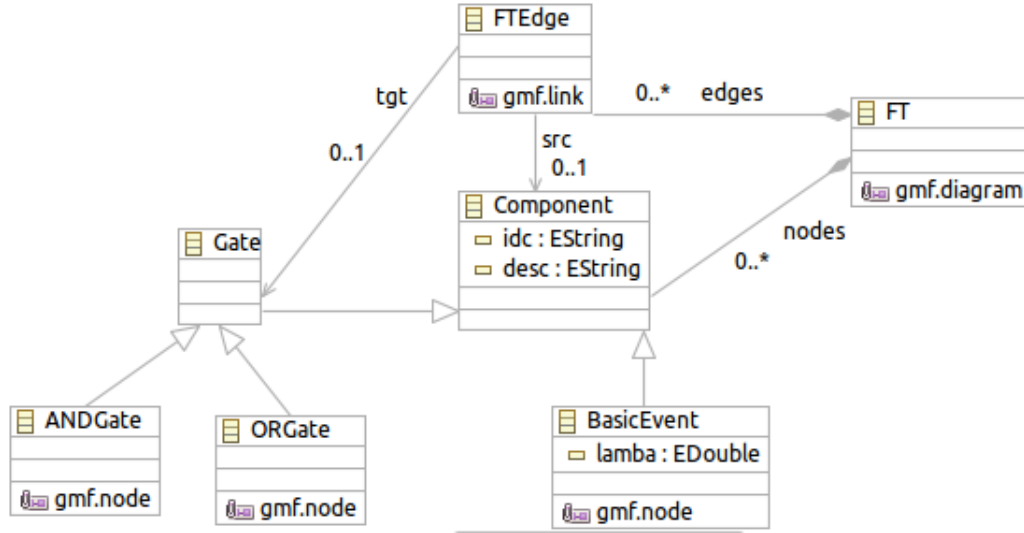 FTEdge
gmf.link
tgt
0..1
src
0..1
0..* edges
FT
gmf.diagram
nodes
0..*
Component
idc : EString
desc : EString
Gate
ANDGate
gmf.node
ORGate
gmf.node
BasicEvent
lamba : EDouble
gmf.node